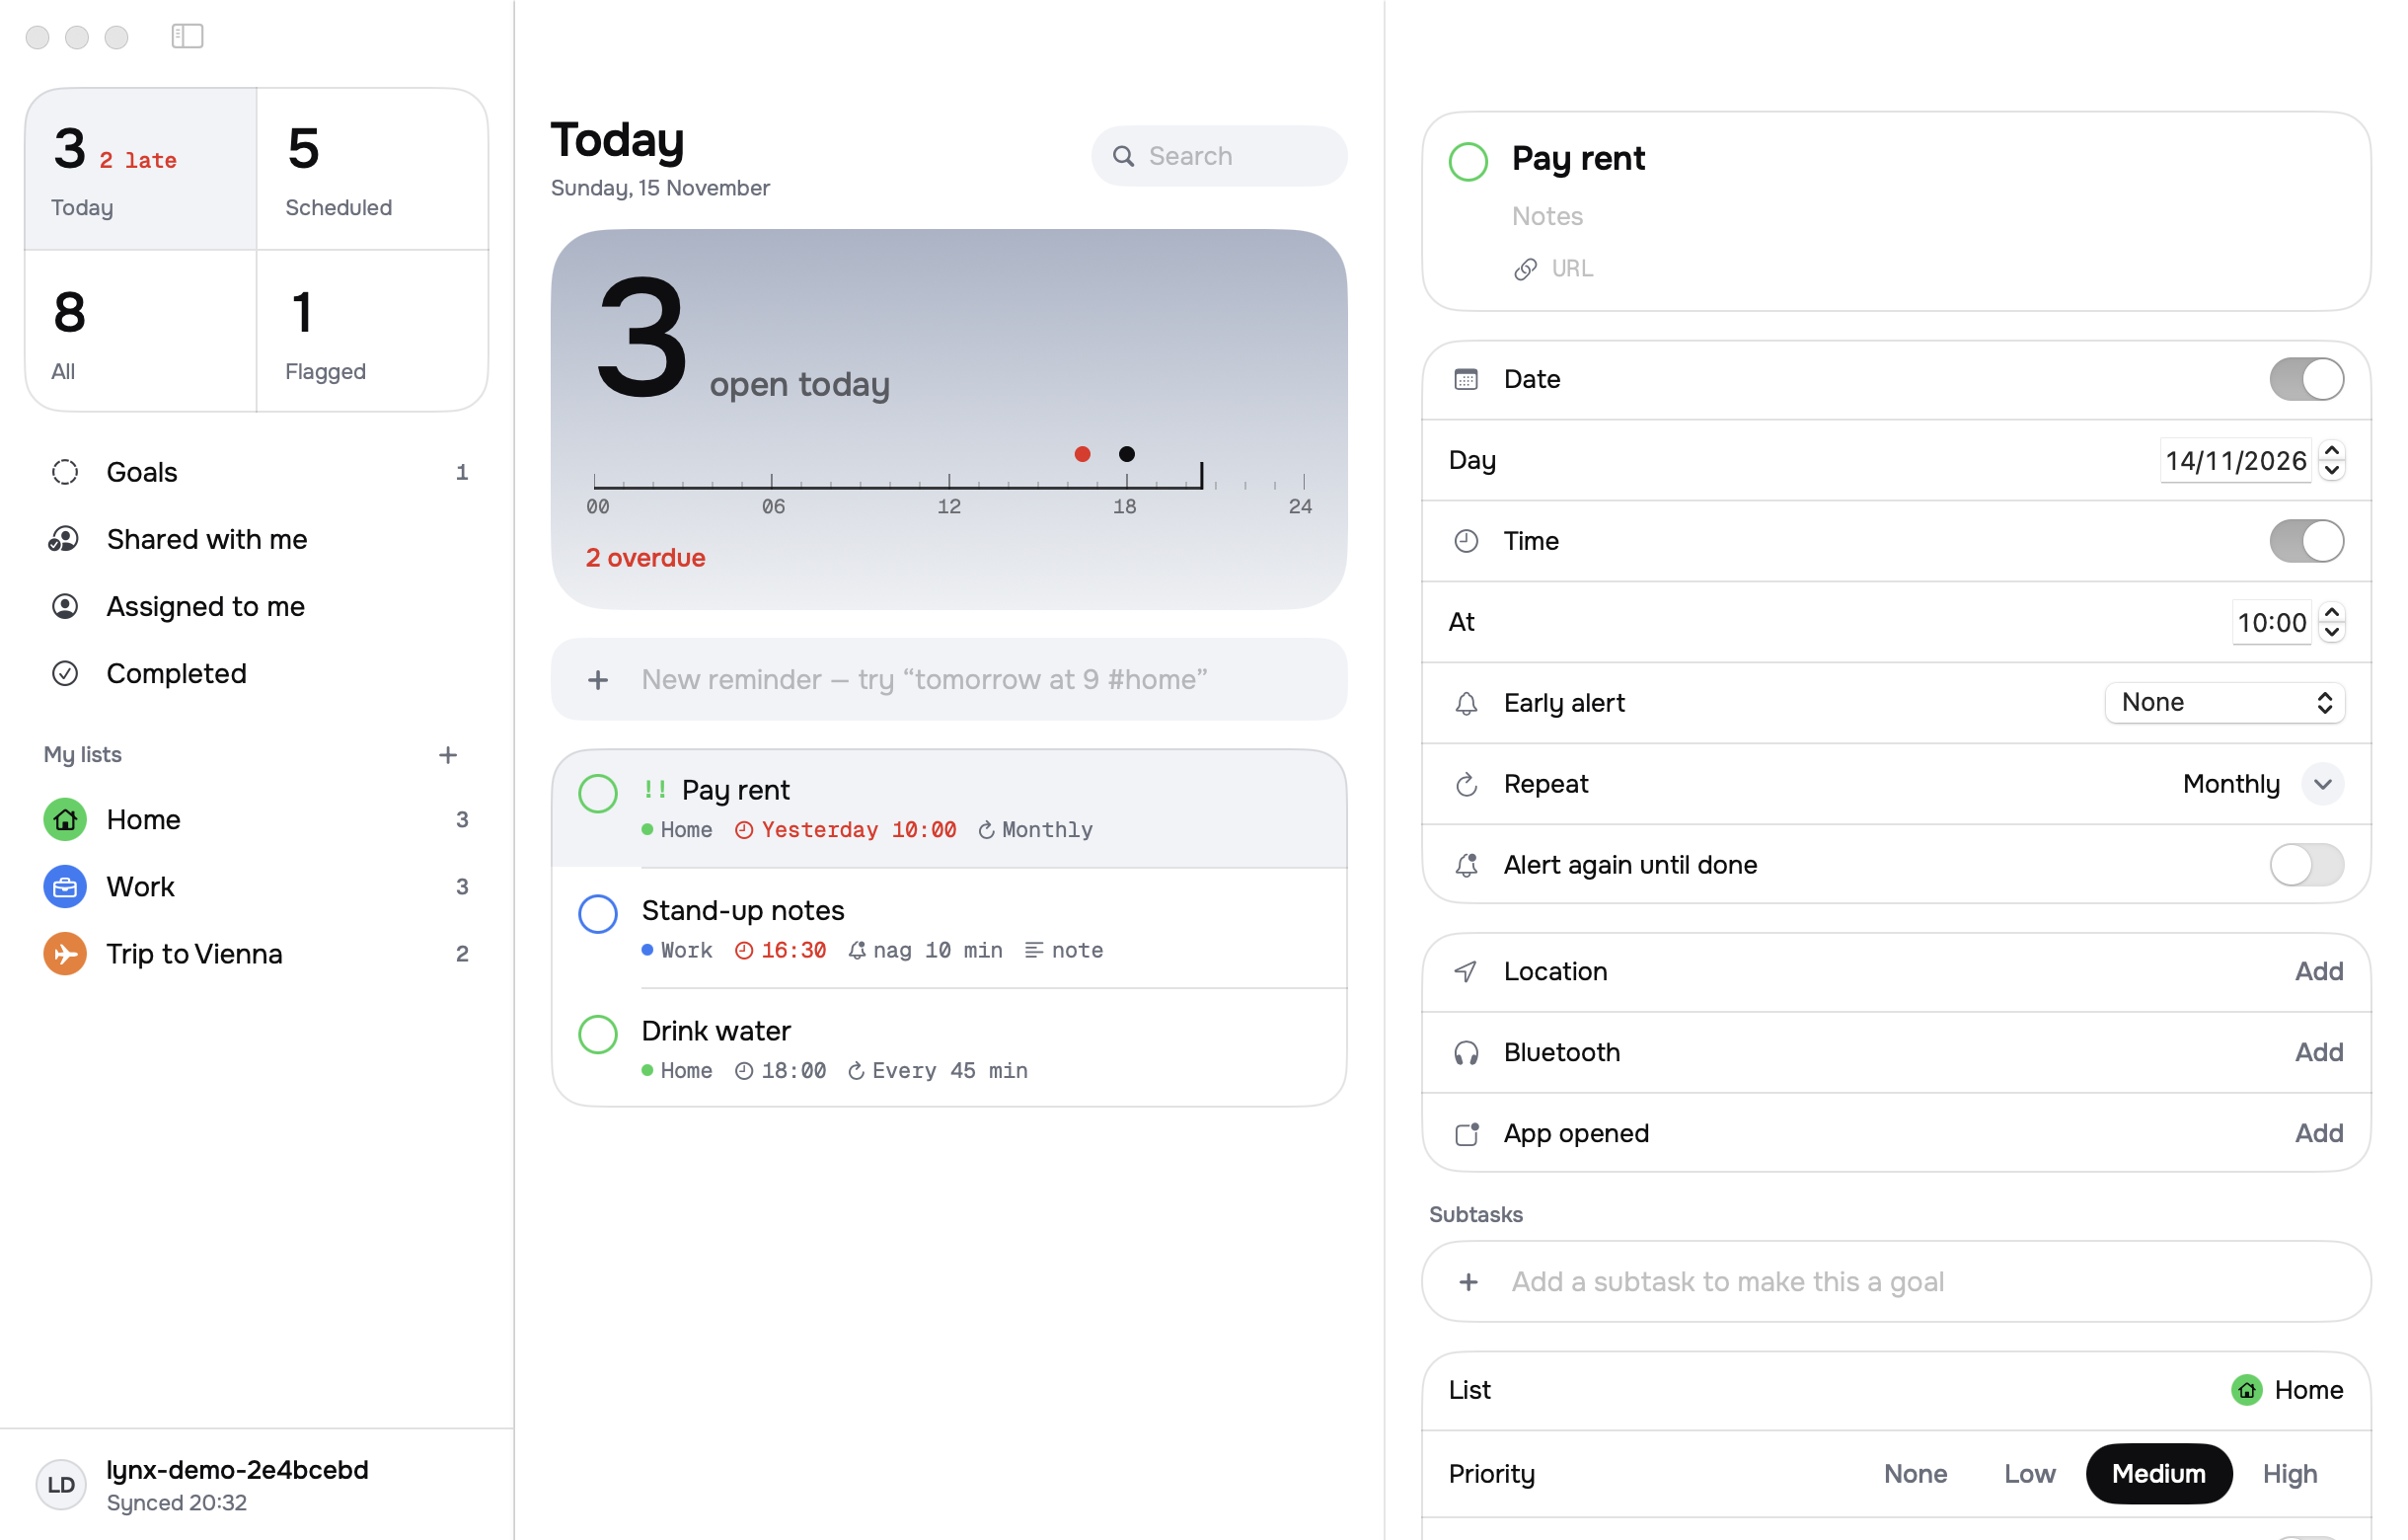 3 2 late
Today
5
Scheduled
8
All
1
Flagged
Goals 1
Shared with me
Assigned to me
Completed
My lists
Home 3
Work 3
Trip to Vienna 2
LD
lynx-demo-2e4bcebd
Synced 20:32
Today
Sunday, 15 November
Search
3 open today
00 06 12 18 24
2 overdue
New reminder – try “tomorrow at 9 #home”
!! Pay rent
Home Yesterday 10:00 Monthly
Stand-up notes
Work 16:30 nag 10 min note
Drink water
Home 18:00 Every 45 min
Pay rent
Notes
URL
Date
Day 14/11/2026
Time
At 10:00
Early alert None
Repeat Monthly
Alert again until done
Location Add
Bluetooth Add
App opened Add
Subtasks
Add a subtask to make this a goal
List Home
Priority None Low Medium High